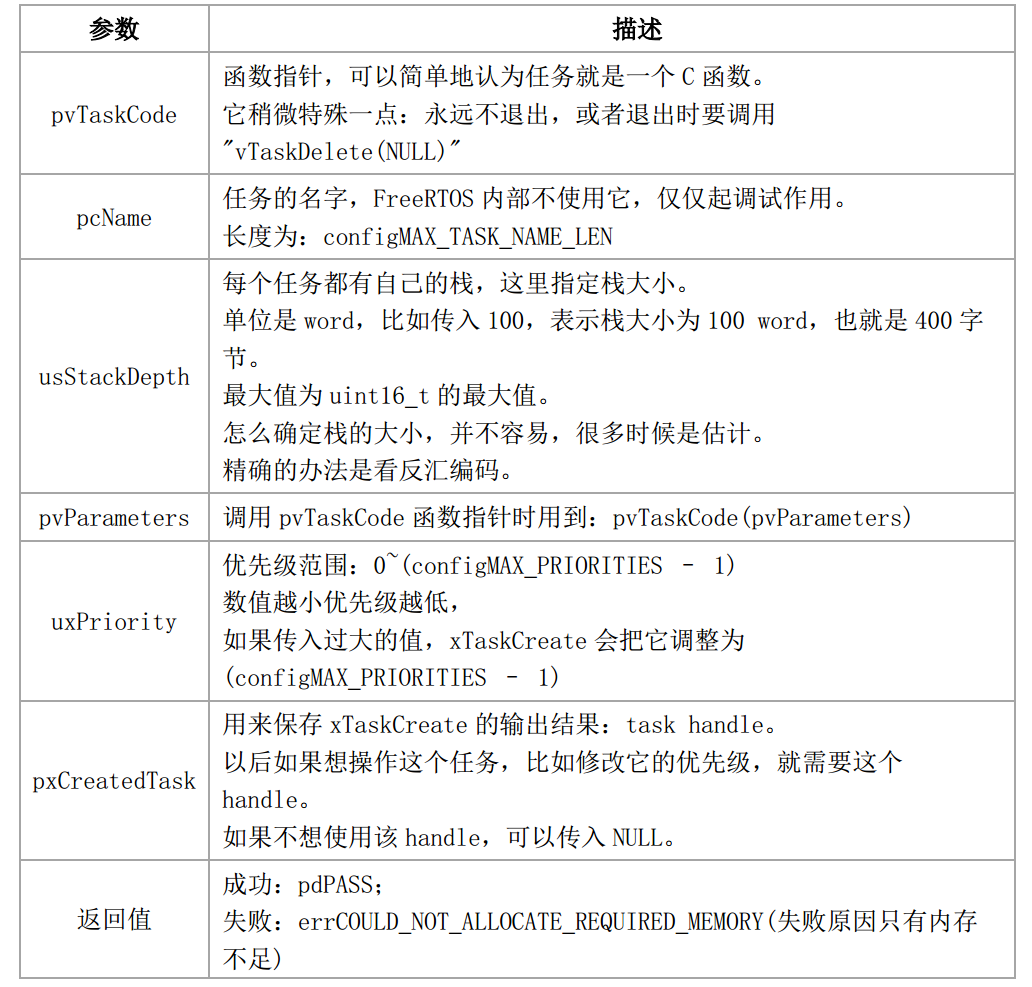 参数 描述
pvTaskCode
函数指针，可以简单地认为任务就是一个 C 函数。
它稍微特殊一点：永远不退出，或者退出时要调用
"vTaskDelete(NULL)"
pcName
任务的名字，FreeRTOS 内部不使用它，仅仅起调试作用。
长度为：configMAX_TASK_NAME_LEN
usStackDepth
每个任务都有自己的栈，这里指定栈大小。
单位是 word，比如传入 100，表示栈大小为 100 word，也就是 400 字
节。
最大值为 uint16_t 的最大值。
怎么确定栈的大小，并不容易，很多时候是估计。
精确的办法是看反汇编码。
pvParameters
调用 pvTaskCode 函数指针时用到：pvTaskCode(pvParameters)
uxPriority
优先级范围：0~(configMAX_PRIORITIES – 1)
数值越小优先级越低，
如果传入过大的值，xTaskCreate 会把它调整为
(configMAX_PRIORITIES – 1)
pxCreatedTask
用来保存 xTaskCreate 的输出结果：task handle。
以后如果想操作这个任务，比如修改它的优先级，就需要这个
handle。
如果不想使用该 handle，可以传入 NULL。
返回值
成功：pdPASS；
失败：errCOULD_NOT_ALLOCATE_REQUIRED_MEMORY(失败原因只有内存
不足)